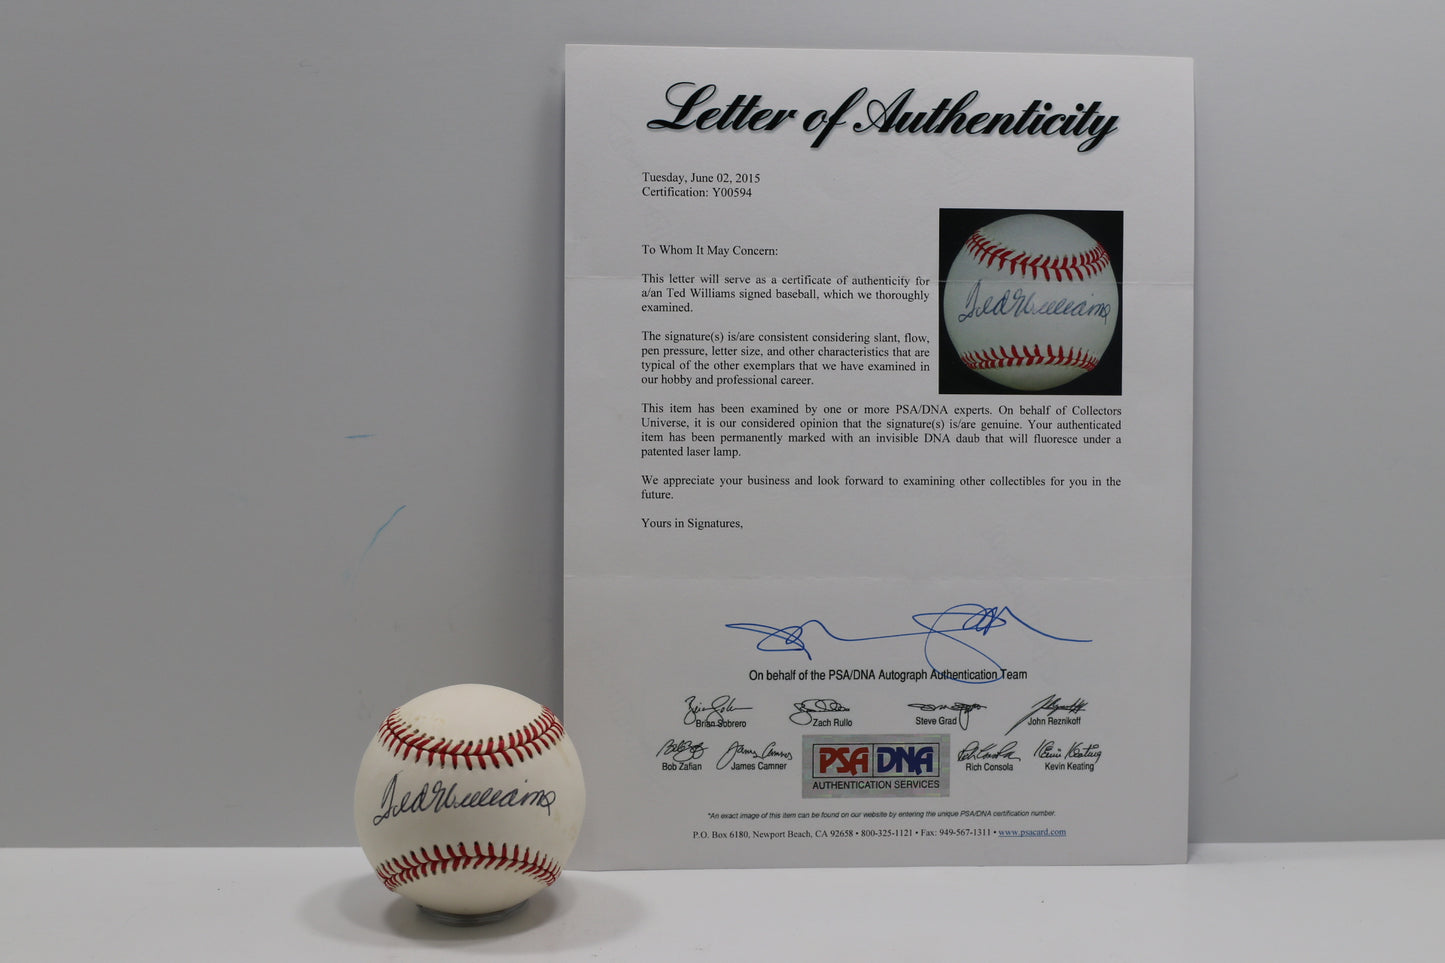 Letter of Authenticity
Tuesday, June 02, 2015
Certification: Y00594
To Whom It May Concern:
This letter will serve as a certificate of authenticity for
a/an Ted Williams signed baseball, which we thoroughly
examined.
The signature(s) is/are consistent considering slant, flow,
pen pressure, letter size, and other characteristics that are
typical of the other exemplars that we have examined in
our hobby and professional career.
Ted Williams
This item has been examined by one or more PSA/DNA experts. On behalf of Collectors
Universe, it is our considered opinion that the signature(s) is/are genuine. Your authenticated
item has been permanently marked with an invisible DNA daub that will fluoresce under a
patented laser lamp.
We appreciate your business and look forward to examining other collectibles for you in the
future.
Yours in Signatures,
On behalf of the PSA/DNA Autograph Authentication Team
Brian Sobrero
Zach Rullo
Steve Grad
John Reznikoff
Bob Zafian
James Camner
PSA DNA
AUTHENTICATION SERVICES
Rich Consola
Kevin Keating
*An exact image of this item can be found on our website by entering the unique PSA/DNA certification number.
P.O. Box 6180, Newport Beach, CA 92658 • 800-325-1121 • Fax: 949-567-1311 • www.psacard.com
Ted Williams